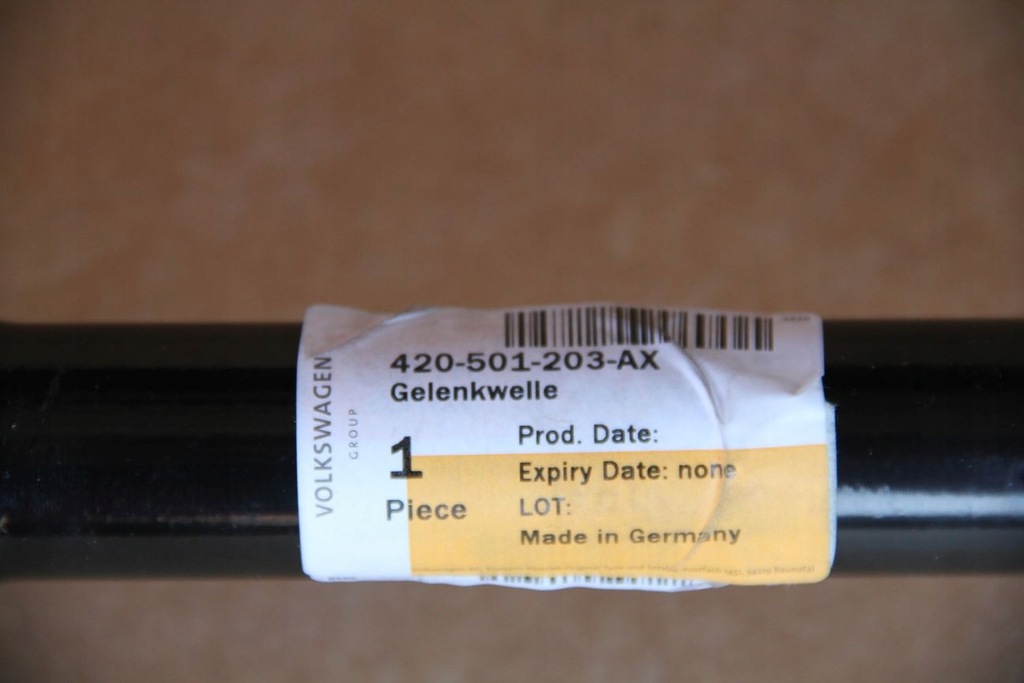 VOLKSWAGEN
GROUP
420-501-203-AX
Gelenkwelle
1
Piece
Prod. Date:
Expiry Date: none
LOT:
Made in Germany